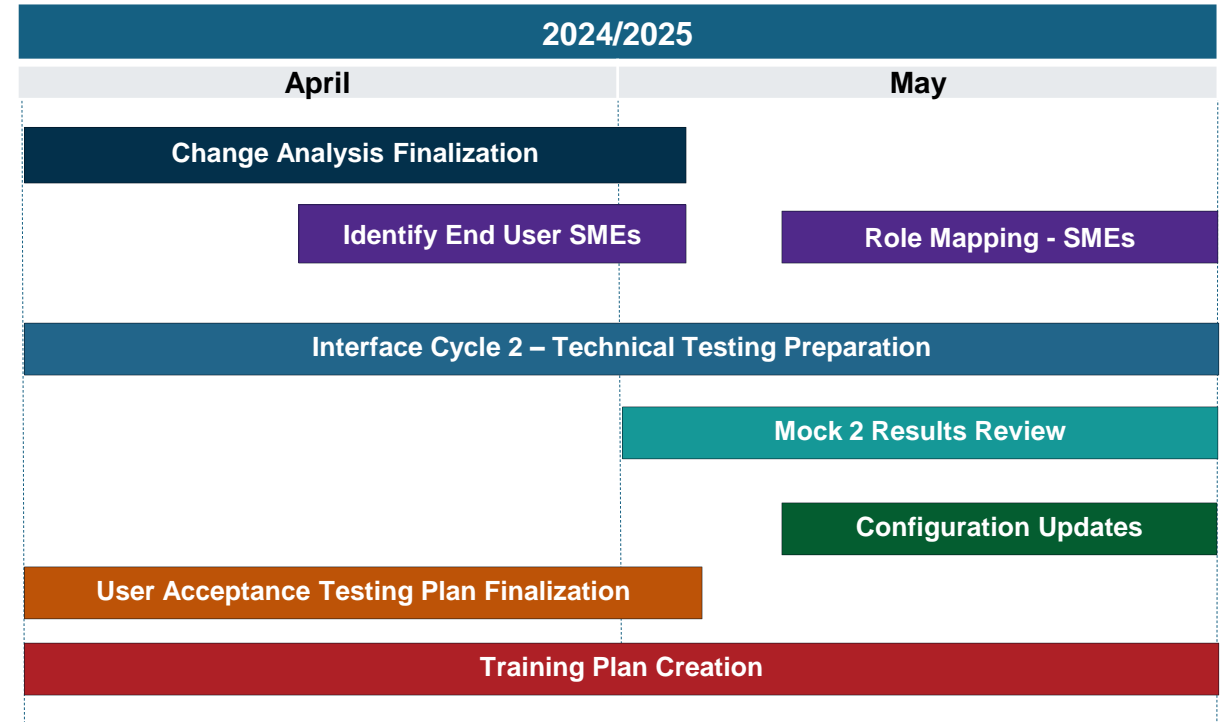 2024/2025
April
May
Change Analysis Finalization
Identify End User SMEs
Role Mapping - SMEs
Interface Cycle 2 – Technical Testing Preparation
Mock 2 Results Review
Configuration Updates
User Acceptance Testing Plan Finalization
Training Plan Creation